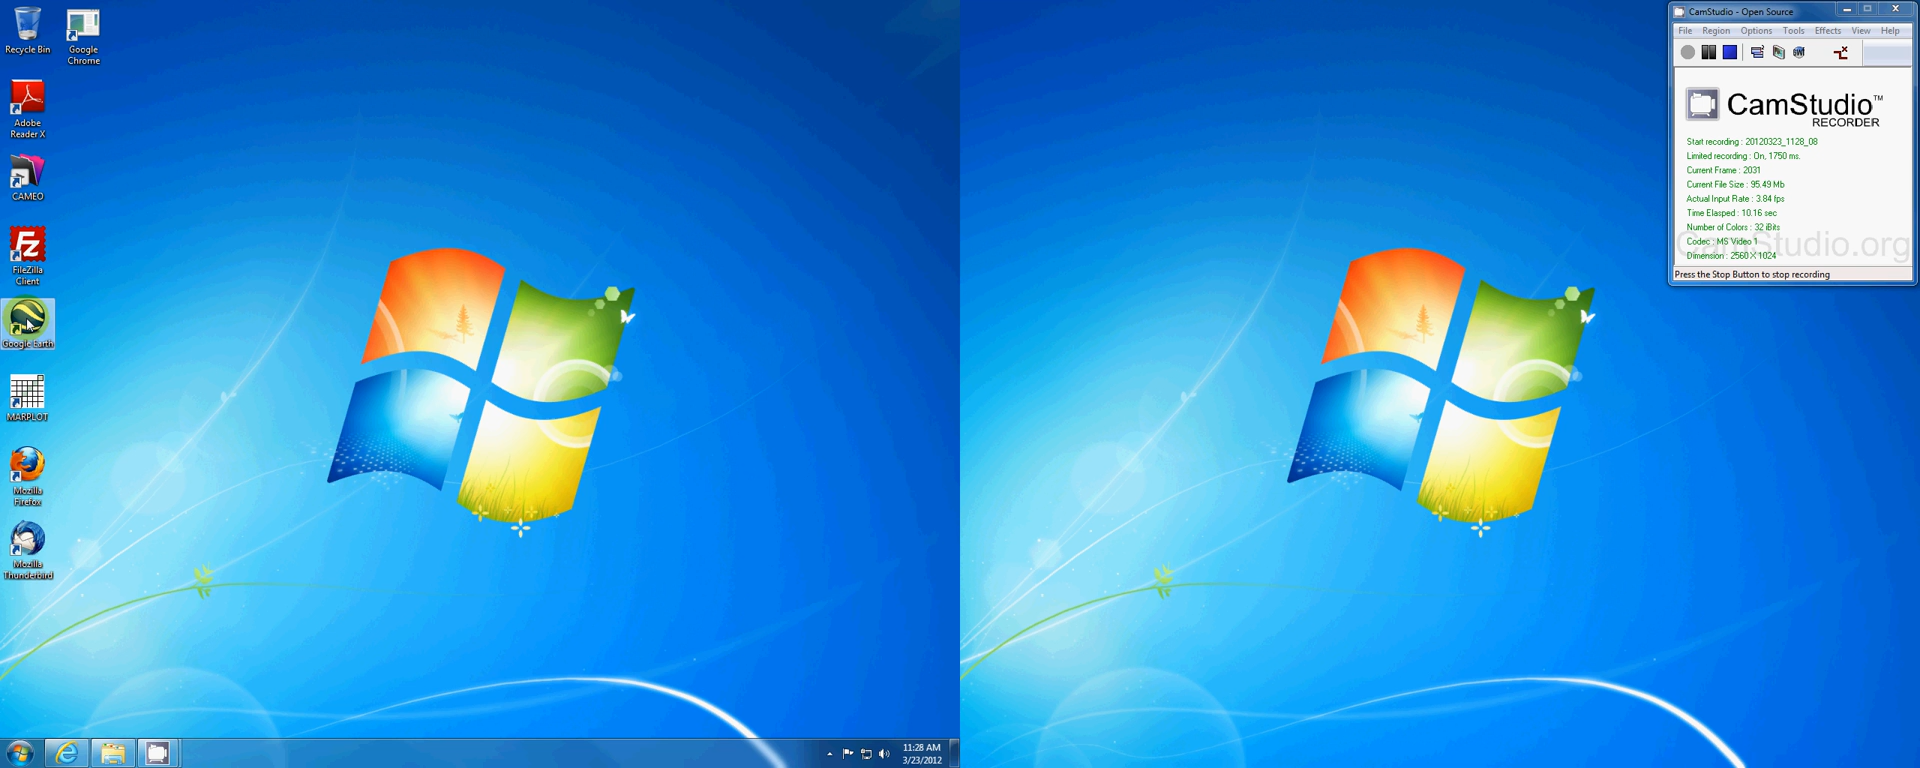 Recycle Bin
Google
Chrome
Adobe
Reader X
CAMEO
FileZilla
Client
Google Earth
MARPLOT
Mozilla
Firefox
Mozilla
Thunderbird
11:28 AM
3/23/2012
CamStudio - Open Source
File Region Options Tools Effects View Help
CamStudio™
RECORDER
Start recording : 20120323_1128_08
Limited recording : On, 1750 ms.
Current Frame : 2031
Current File Size : 95.49 Mb
Actual Input Rate : 3.84 fps
Time Elasped : 10.16 sec
Number of Colors : 32 iBits
Codec : MS Video 1
CamStudio.org
Dimension : 2560 X 1024
Press the Stop Button to stop recording